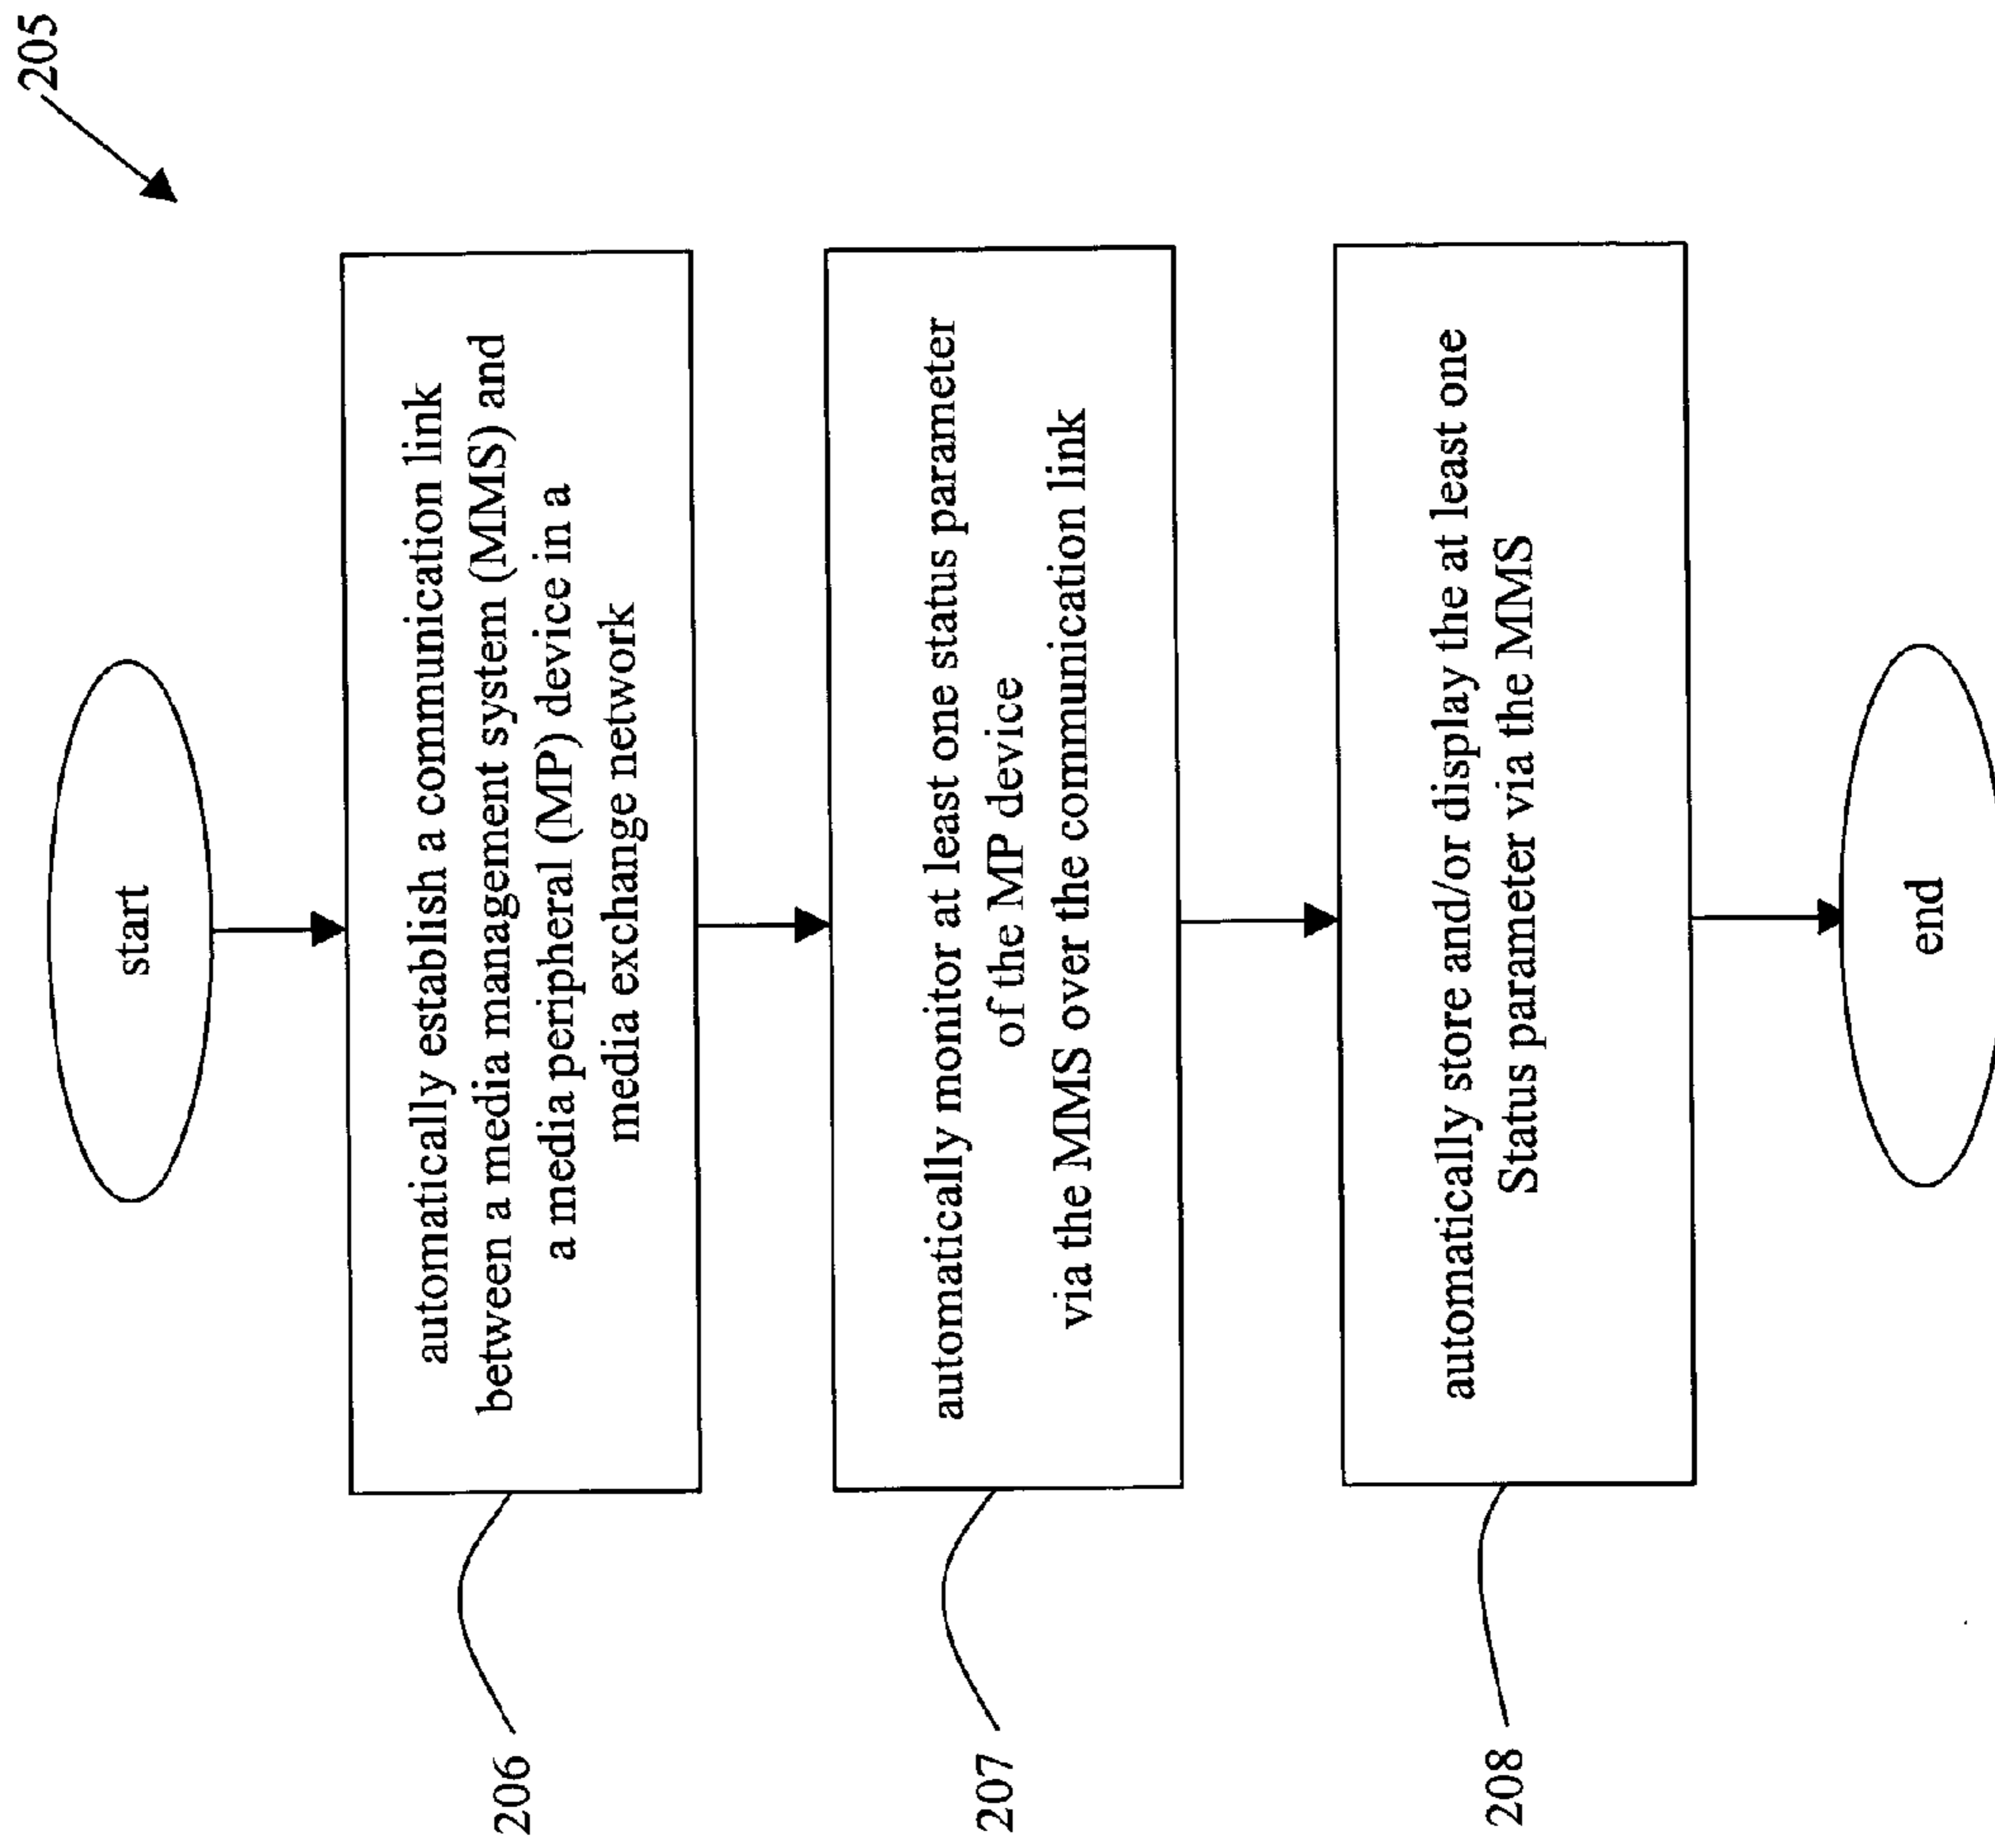 205
start
automatically establish a communication link
between a media management system (MMS) and
a media peripheral (MP) device in a
media exchange network
206
automatically monitor at least one status parameter
of the MP device
via the MMS over the communication link
207
automatically store and/or display the at least one
Status parameter via the MMS
208
end